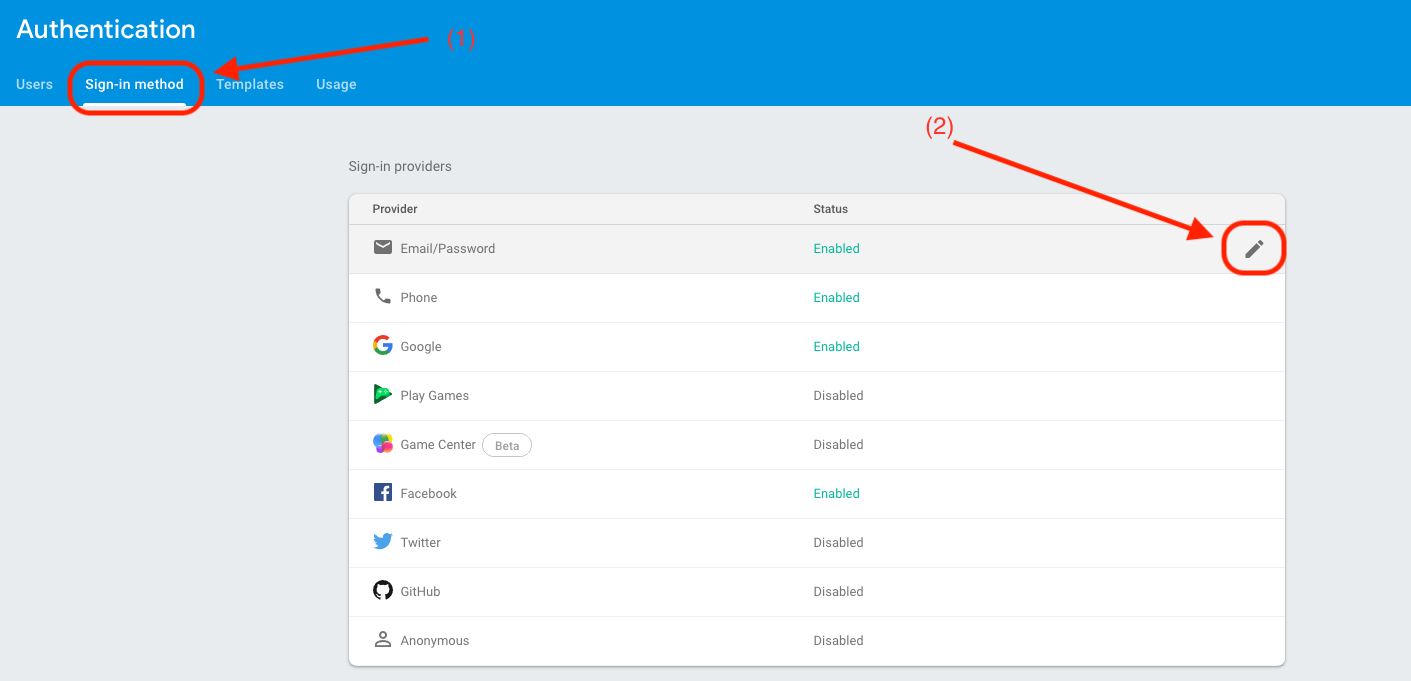 Authentication
(1)
Users Sign-in method Templates Usage
(2)
Sign-in providers
Provider Status
Email/Password Enabled
Phone Enabled
Google Enabled
Play Games Disabled
Game Center Beta Disabled
Facebook Enabled
Twitter Disabled
GitHub Disabled
Anonymous Disabled